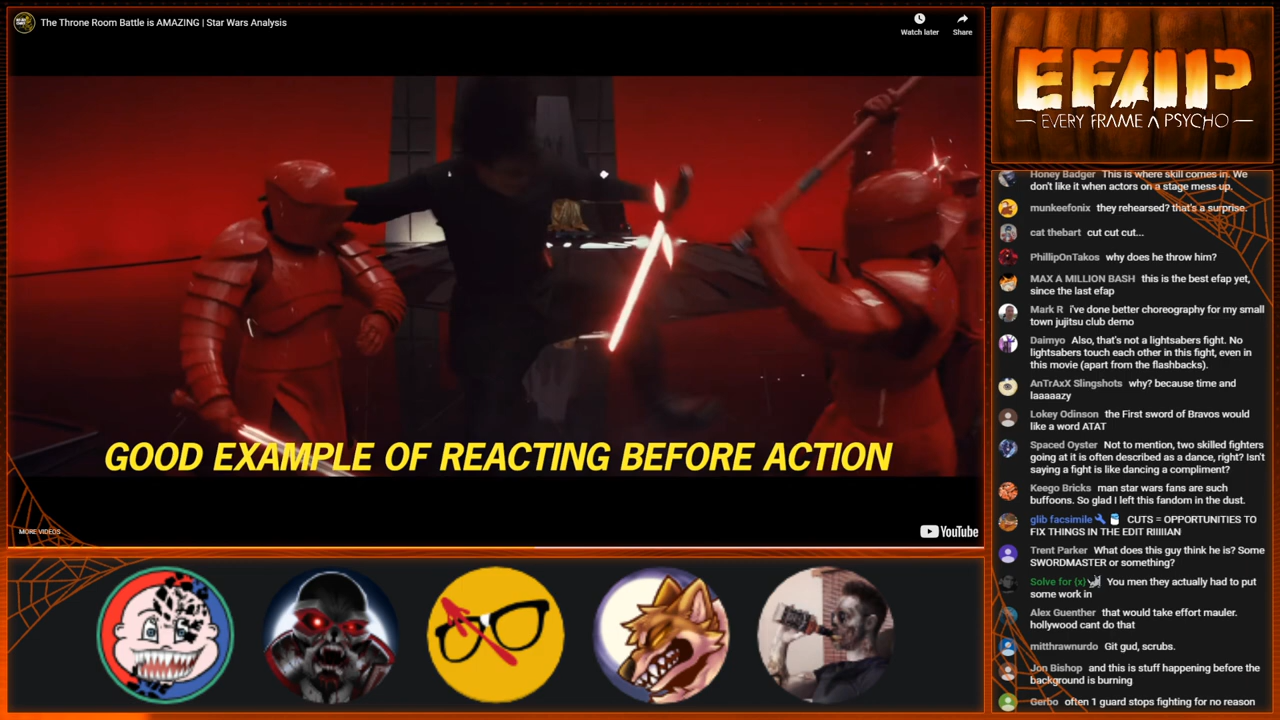 The Throne Room Battle is AMAZING | Star Wars Analysis
Watch later
Share
GOOD EXAMPLE OF REACTING BEFORE ACTION
MORE VIDEOS
YouTube
EFAP
EVERY FRAME A PSYCHO
Honey Badger This is where skill comes in. We
don't like it when actors on a stage mess up.
munkeefonix they rehearsed? that's a surprise.
cat thebart cut cut cut...
PhillipOnTakos why does he throw him?
MAX A MILLION BASH this is the best efap yet,
since the last efap
Mark R i've done better choreography for my small
town jujitsu club demo
Daimyo Also, that's not a lightsabers fight. No
lightsabers touch each other in this fight, even in
this movie (apart from the flashbacks).
AnTrAxX Slingshots why? because time and
laaaaazy
Lokey Odinson the First sword of Bravos would
like a word ATAT
Spaced Oyster Not to mention, two skilled fighters
going at it is often described as a dance, right? Isn't
saying a fight is like dancing a compliment?
Keego Bricks man star wars fans are such
buffoons. So glad I left this fandom in the dust.
glib facsimile CUTS = OPPORTUNITIES TO
FIX THINGS IN THE EDIT RIIIIIAN
Trent Parker What does this guy think he is? Some
SWORDMASTER or something?
Solve for {x} You men they actually had to put
some work in
Alex Guenther that would take effort mauler.
hollywood cant do that
mitthrawnurdo Git gud, scrubs.
Jon Bishop and this is stuff happening before the
background is burning
Gerbo often 1 guard stops fighting for no reason